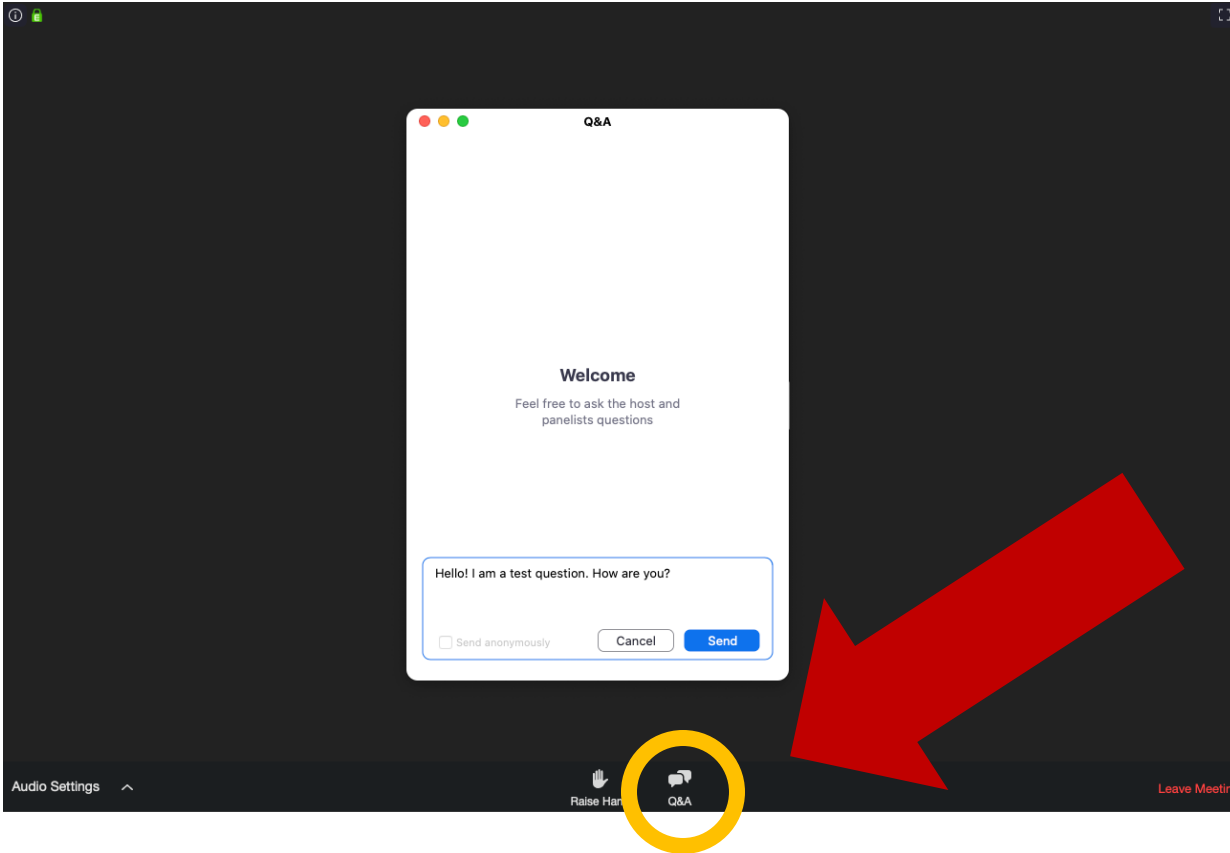 Q&A
Welcome
Feel free to ask the host and
panelists questions
Hello! I am a test question. How are you?
Send anonymously
Cancel
Send
Audio Settings
Raise Han
Q&A
Leave Meetin